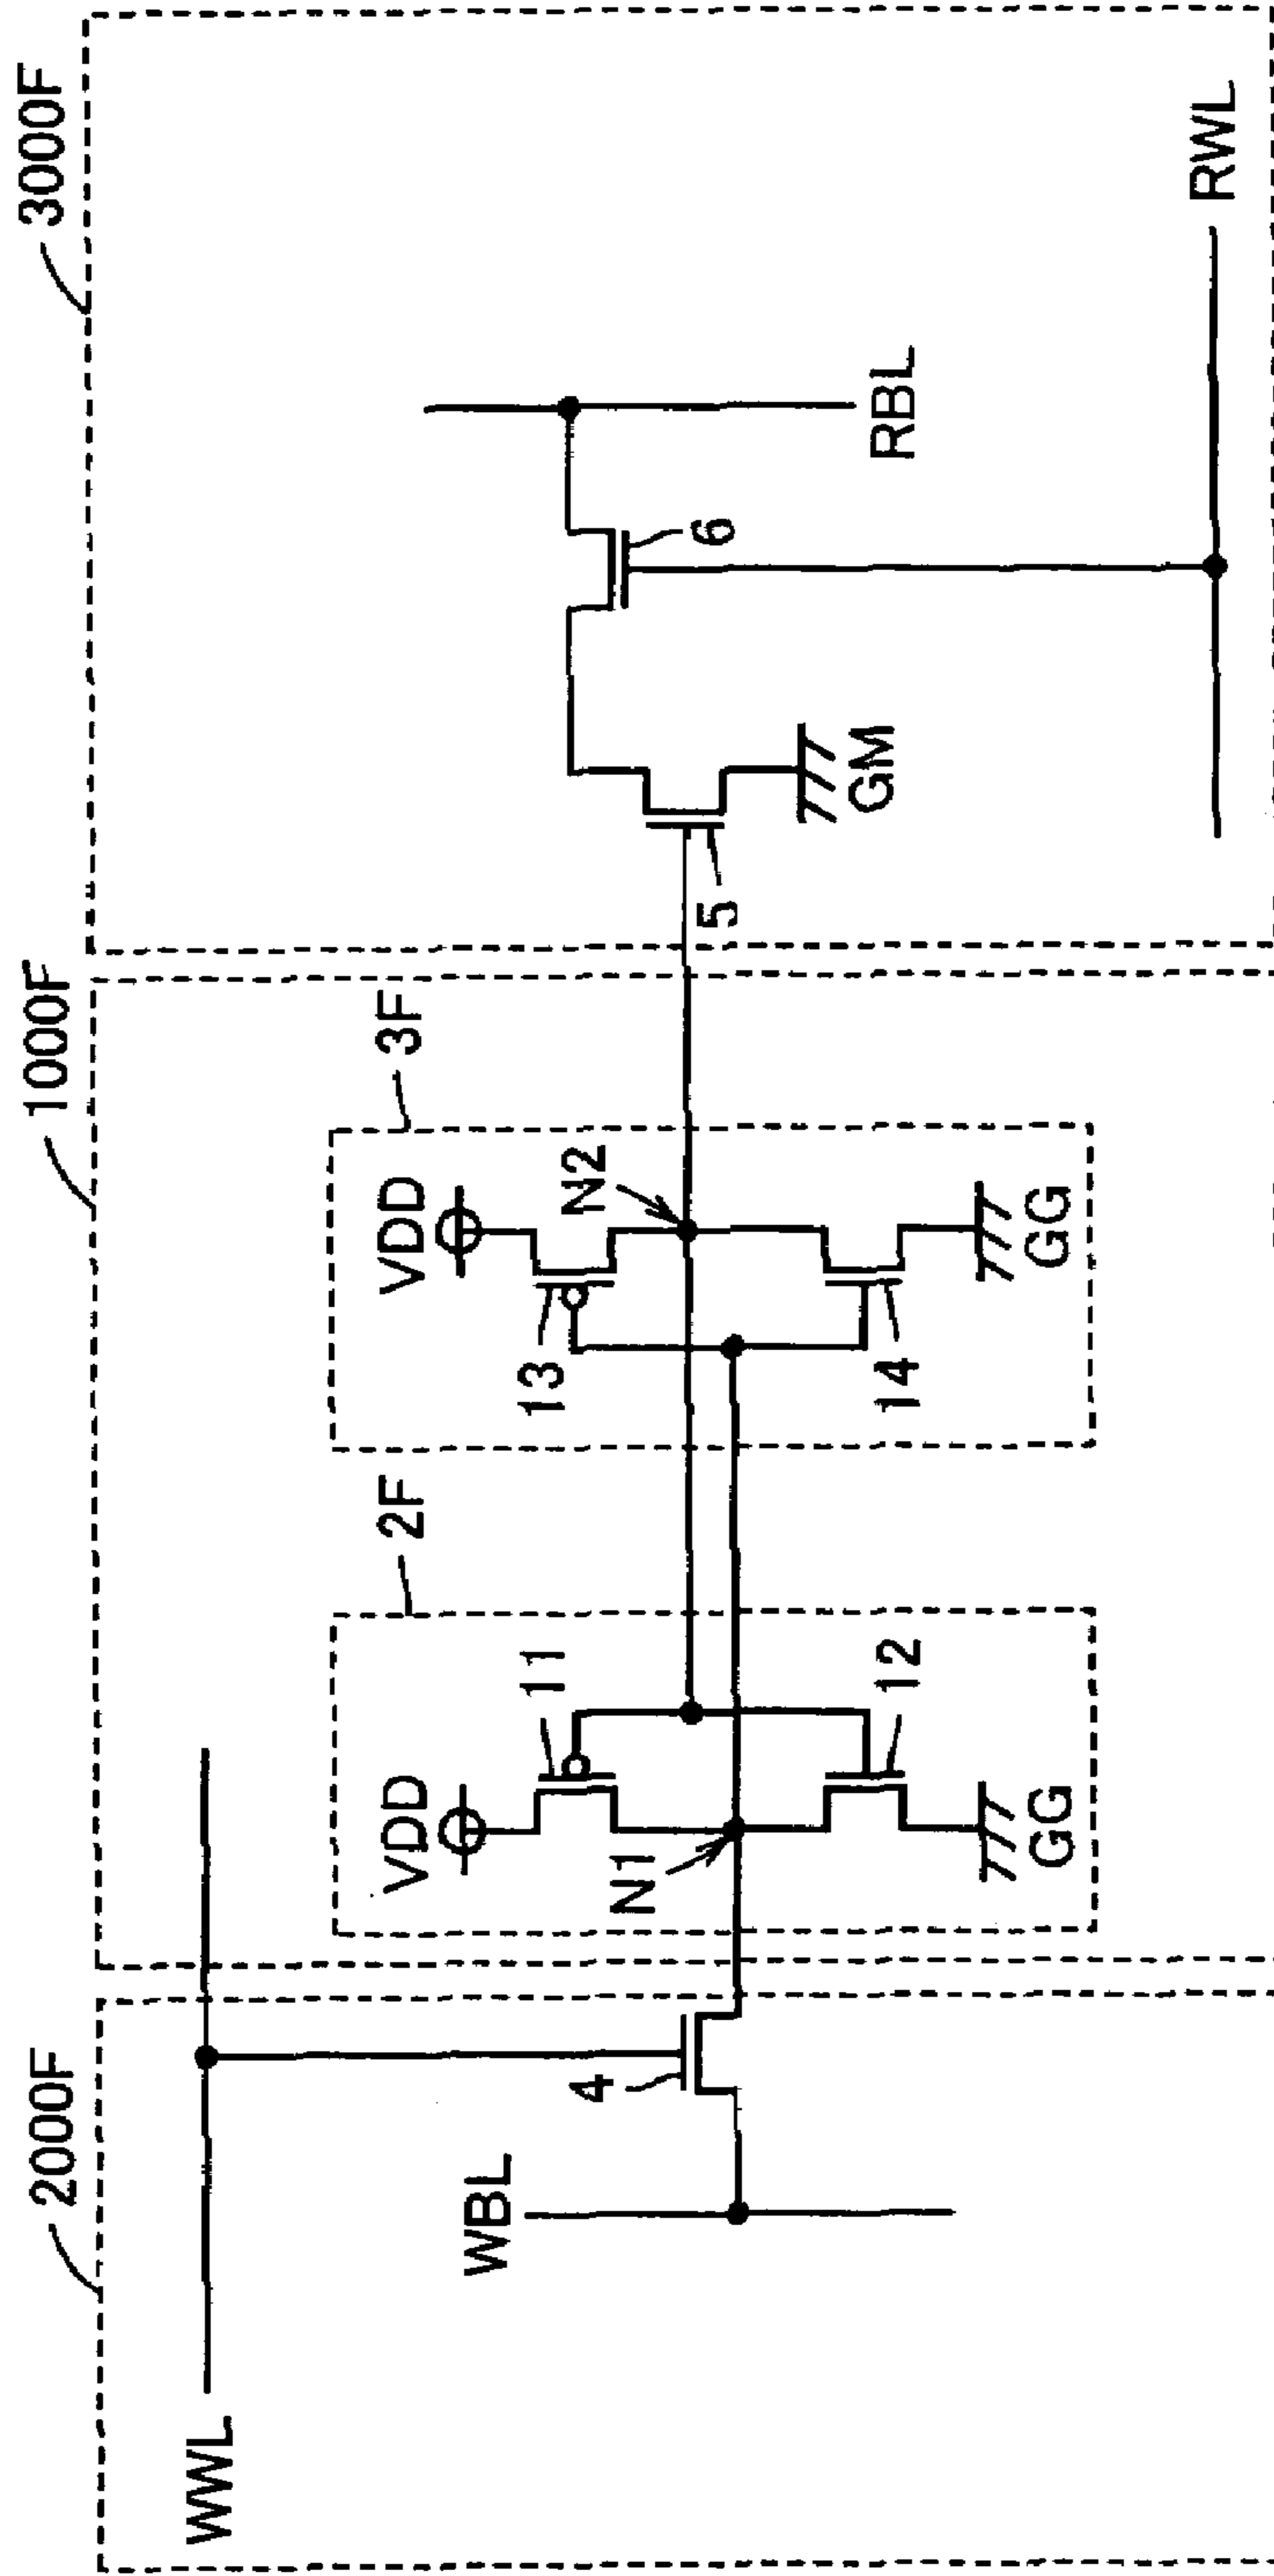 2000F
1000F
3000F
WWL
2F
3F
VDD
VDD
WBL
11
13
N2
4
N1
6
5
12
14
GM
RBL
GG
GG
RWL